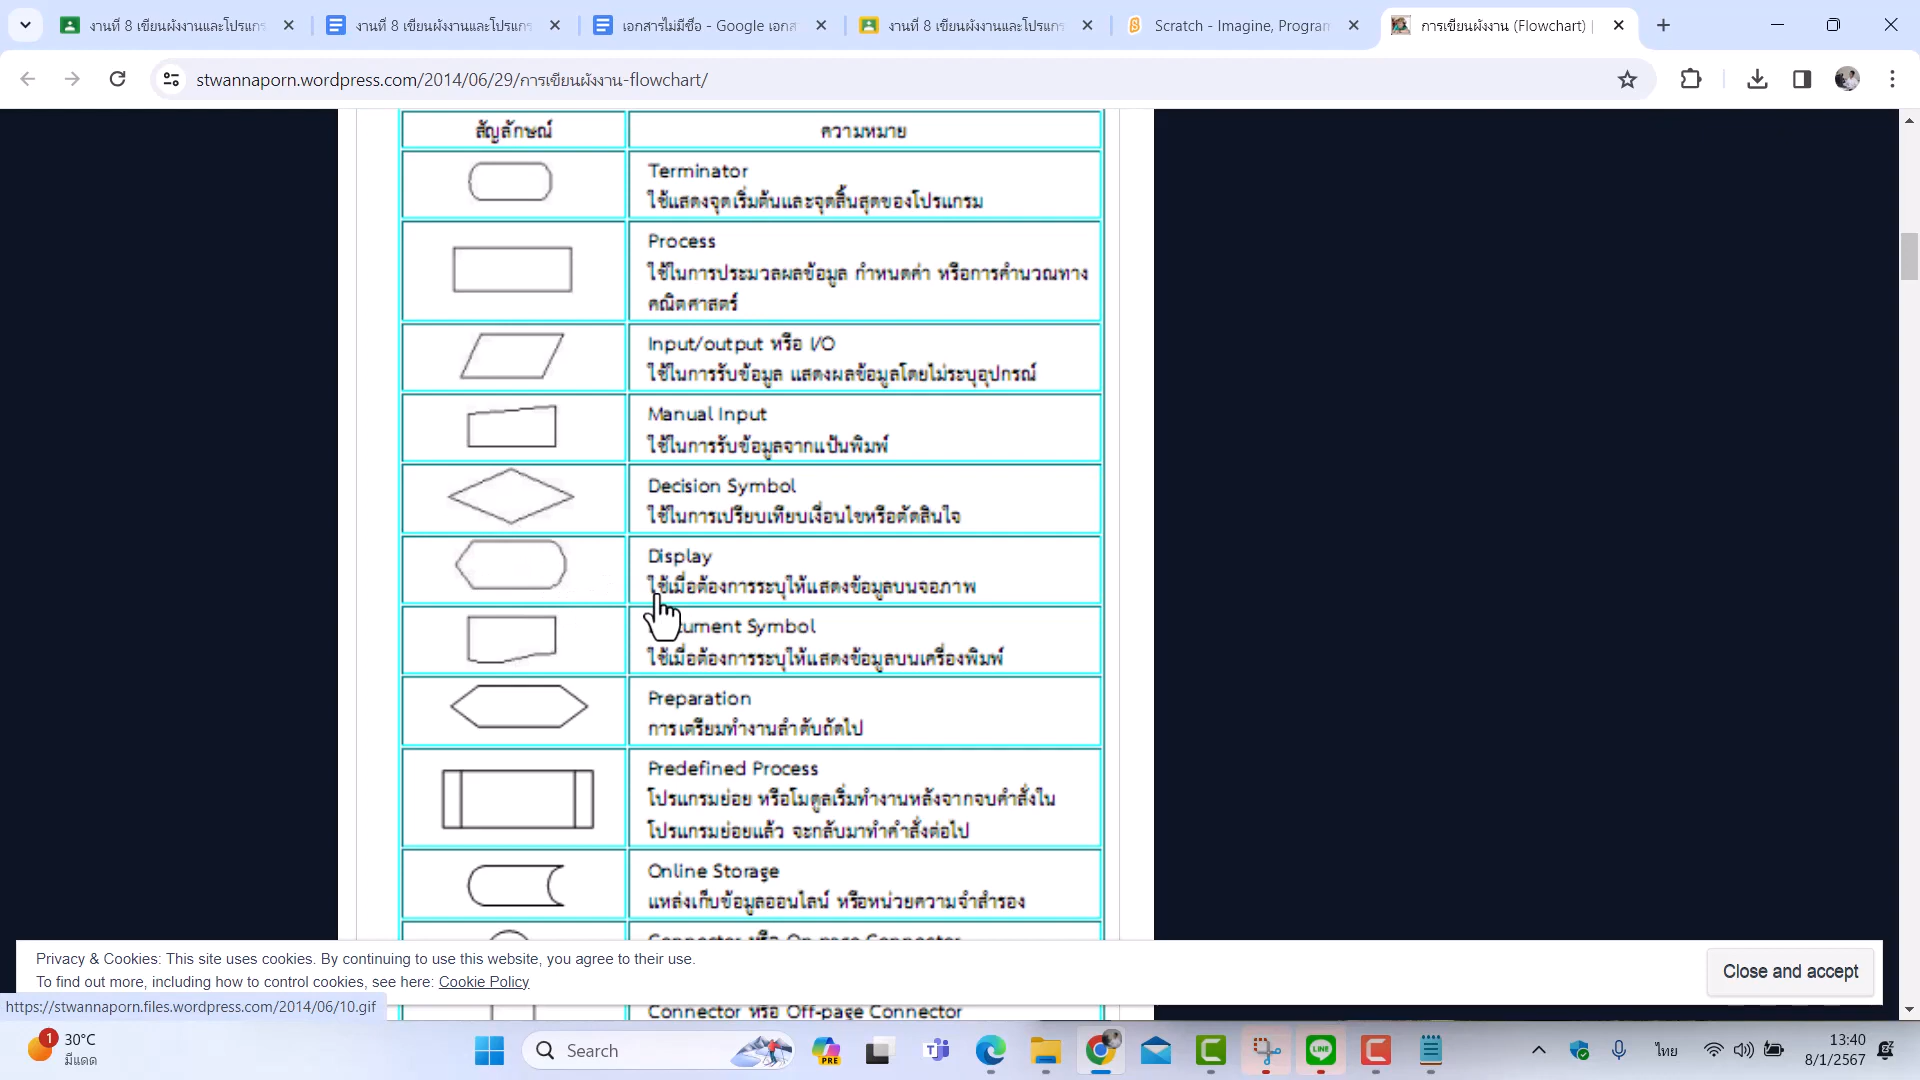 งานที่ 8 เขียนผังงานและโปรแกร
งานที่ 8 เขียนผังงานและโปรแกร
เอกสารไม่มีชื่อ - Google เอกส
งานที่ 8 เขียนผังงานและโปรแกร
Scratch - Imagine, Program
การเขียนผังงาน (Flowchart) |
stwannaporn.wordpress.com/2014/06/29/การเขียนผังงาน-flowchart/
สัญลักษณ์ ความหมาย
Terminator
ใช้แสดงจุดเริ่มต้นและจุดสิ้นสุดของโปรแกรม
Process
ใช้ในการประมวลผลข้อมูล กำหนดค่า หรือการคำนวณทาง
คณิตศาสตร์
Input/output หรือ I/O
ใช้ในการรับข้อมูล แสดงผลข้อมูลโดยไม่ระบุอุปกรณ์
Manual Input
ใช้ในการรับข้อมูลจากแป้นพิมพ์
Decision Symbol
ใช้ในการเปรียบเทียบเงื่อนไขหรือตัดสินใจ
Display
ใช้เมื่อต้องการระบุให้แสดงข้อมูลบนจอภาพ
ument Symbol
ใช้เมื่อต้องการระบุให้แสดงข้อมูลบนเครื่องพิมพ์
Preparation
การเตรียมทำงานลำดับถัดไป
Predefined Process
โปรแกรมย่อย หรือโมดูลเริ่มทำงานหลังจากจบคำสั่งใน
โปรแกรมย่อยแล้ว จะกลับมาทำคำสั่งต่อไป
Online Storage
แหล่งเก็บข้อมูลออนไลน์ หรือหน่วยความจำสำรอง
Connector หรือ On-page Connector
Privacy & Cookies: This site uses cookies. By continuing to use this website, you agree to their use.
To find out more, including how to control cookies, see here: Cookie Policy
Close and accept
https://stwannaporn.files.wordpress.com/2014/06/10.gif
Connector หรือ Off-page Connector
1
30°C
มีแดด
Search
PRE
LINE
ไทย
13:40
8/1/2567